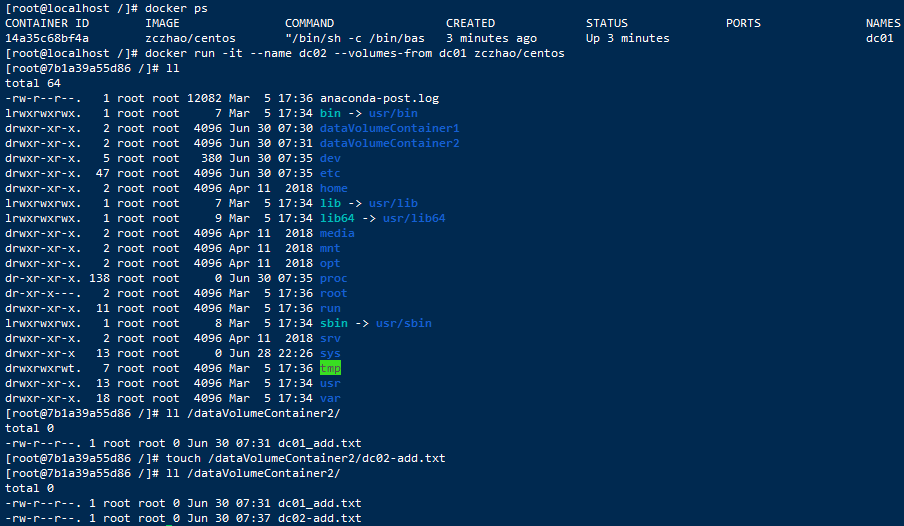 [root@localhost /]# docker ps
CONTAINER ID        IMAGE               COMMAND                CREATED             STATUS              PORTS               NAMES
14a35c68bf4a        zczhao/centos       "/bin/sh -c /bin/bas   3 minutes ago       Up 3 minutes                            dc01
[root@localhost /]# docker run -it --name dc02 --volumes-from dc01 zczhao/centos
[root@7b1a39a55d86 /]# ll
total 64
-rw-r--r--.   1 root root 12082 Mar  5 17:36 anaconda-post.log
lrwxrwxrwx.   1 root root     7 Mar  5 17:34 bin -> usr/bin
drwxr-xr-x.   2 root root  4096 Jun 30 07:30 dataVolumeContainer1
drwxr-xr-x.   2 root root  4096 Jun 30 07:31 dataVolumeContainer2
drwxr-xr-x.   5 root root   380 Jun 30 07:35 dev
drwxr-xr-x.  47 root root  4096 Jun 30 07:35 etc
drwxr-xr-x.   2 root root  4096 Apr 11  2018 home
lrwxrwxrwx.   1 root root     7 Mar  5 17:34 lib -> usr/lib
lrwxrwxrwx.   1 root root     9 Mar  5 17:34 lib64 -> usr/lib64
drwxr-xr-x.   2 root root  4096 Apr 11  2018 media
drwxr-xr-x.   2 root root  4096 Apr 11  2018 mnt
drwxr-xr-x.   2 root root  4096 Apr 11  2018 opt
dr-xr-xr-x. 138 root root     0 Jun 30 07:35 proc
dr-xr-x---.   2 root root  4096 Mar  5 17:36 root
drwxr-xr-x.  11 root root  4096 Mar  5 17:36 run
lrwxrwxrwx.   1 root root     8 Mar  5 17:34 sbin -> usr/sbin
drwxr-xr-x.   2 root root  4096 Apr 11  2018 srv
drwxr-xr-x   13 root root     0 Jun 28 22:26 sys
drwxrwxrwt.   7 root root  4096 Mar  5 17:36 tmp
drwxr-xr-x.  13 root root  4096 Mar  5 17:34 usr
drwxr-xr-x.  18 root root  4096 Mar  5 17:34 var
[root@7b1a39a55d86 /]# ll /dataVolumeContainer2/
total 0
-rw-r--r--. 1 root root 0 Jun 30 07:31 dc01_add.txt
[root@7b1a39a55d86 /]# touch /dataVolumeContainer2/dc02-add.txt
[root@7b1a39a55d86 /]# ll /dataVolumeContainer2/
total 0
-rw-r--r--. 1 root root 0 Jun 30 07:31 dc01_add.txt
-rw-r--r--. 1 root root 0 Jun 30 07:37 dc02-add.txt